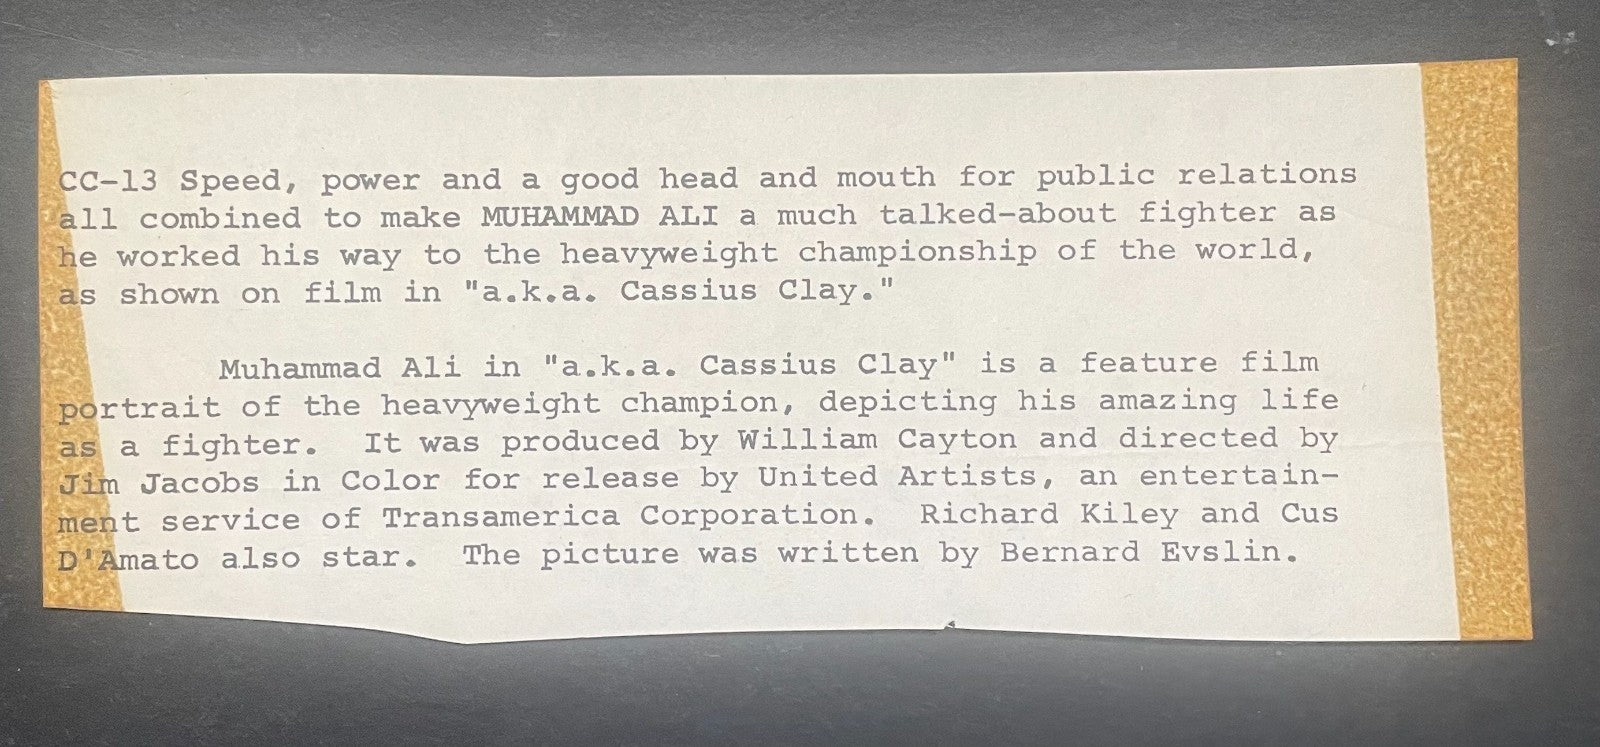 CC-13 Speed, power and a good head and mouth for public relations
all combined to make MUHAMMAD ALI a much talked-about fighter as
he worked his way to the heavyweight championship of the world,
as shown on film in "a.k.a. Cassius Clay."
Muhammad Ali in "a.k.a. Cassius Clay" is a feature film
portrait of the heavyweight champion, depicting his amazing life
as a fighter. It was produced by William Cayton and directed by
Jim Jacobs in Color for release by United Artists, an entertain-
ment service of Transamerica Corporation. Richard Kiley and Cus
D'Amato also star. The picture was written by Bernard Evslin.